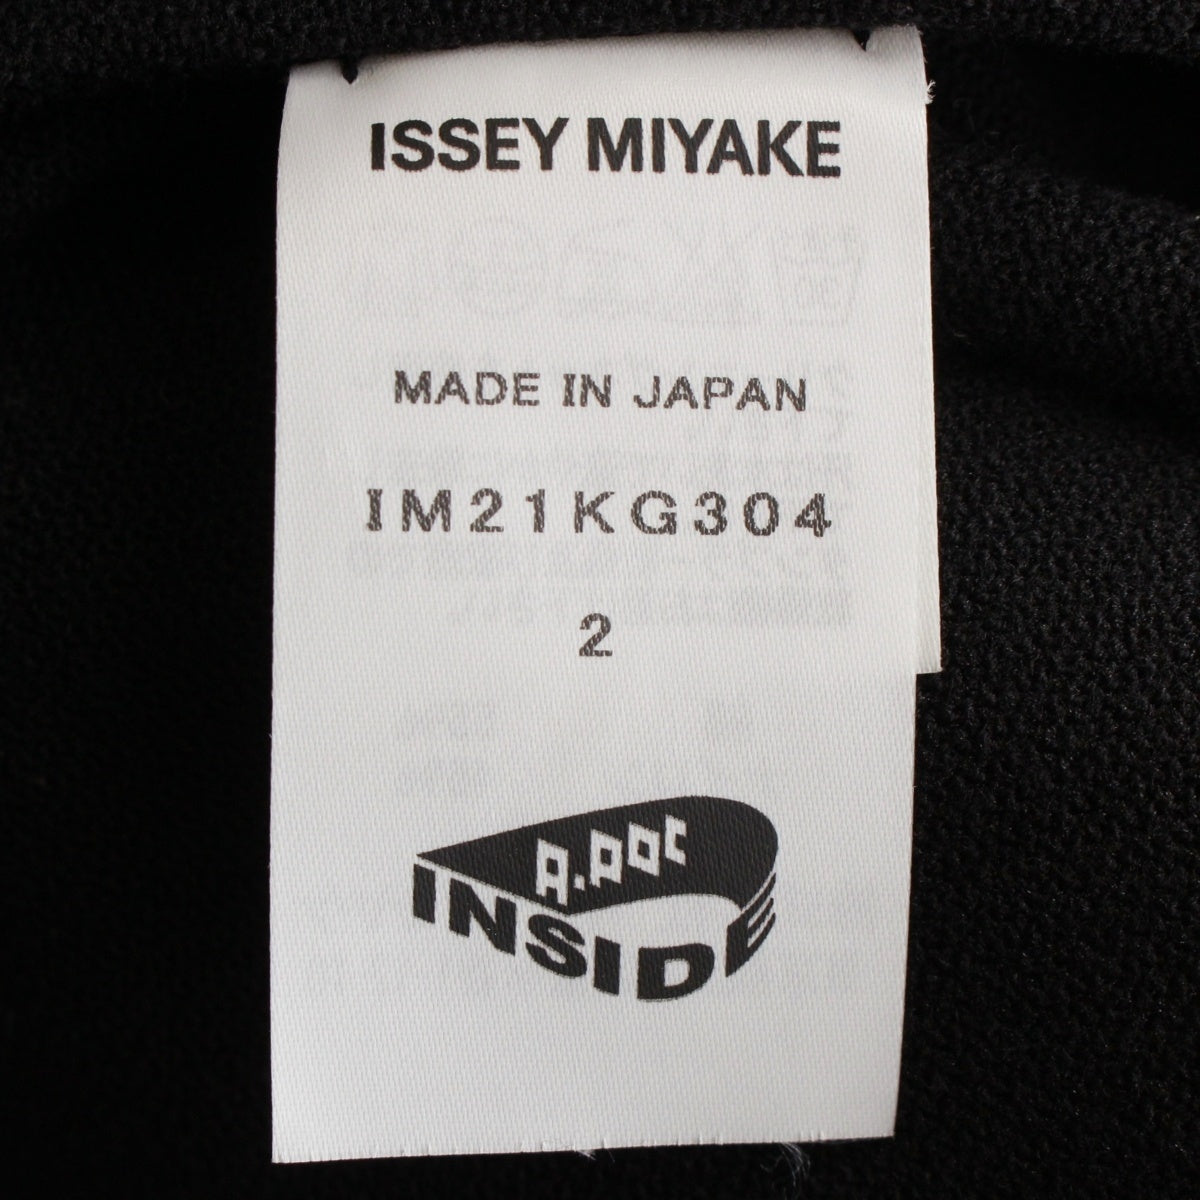 ISSEY MIYAKE
MADE IN JAPAN
IM21KG304
2
A.POC
INSIDE